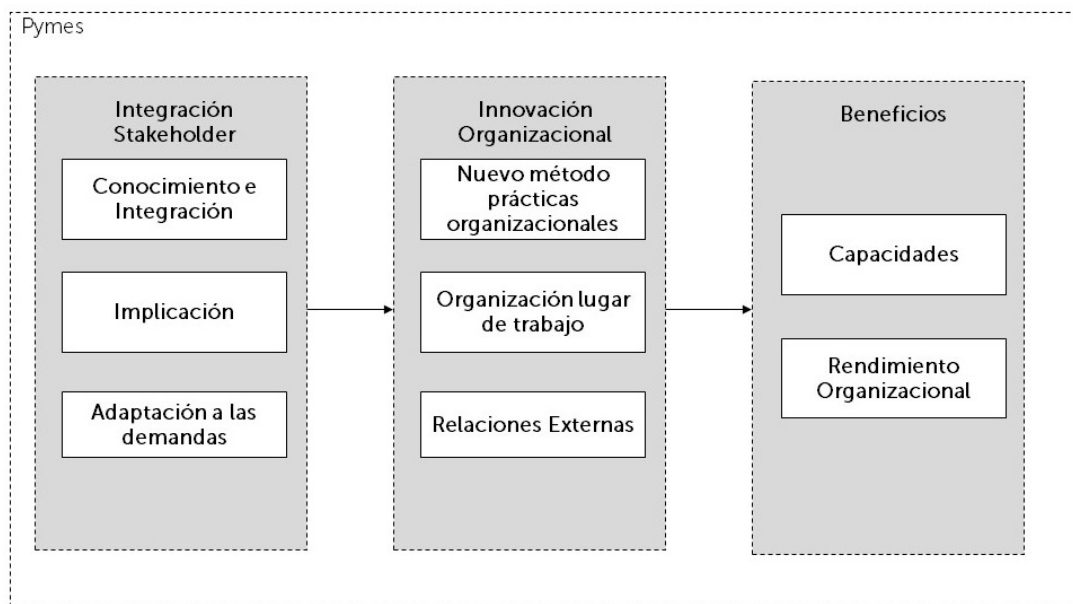 Pymes
Integración
Stakeholder
Conocimiento e
Integración
Implicación
Adaptación a las
demandas
Innovación
Organizacional
Nuevo método
prácticas
organizacionales
Organización lugar
de trabajo
Relaciones Externas
Beneficios
Capacidades
Rendimiento
Organizacional